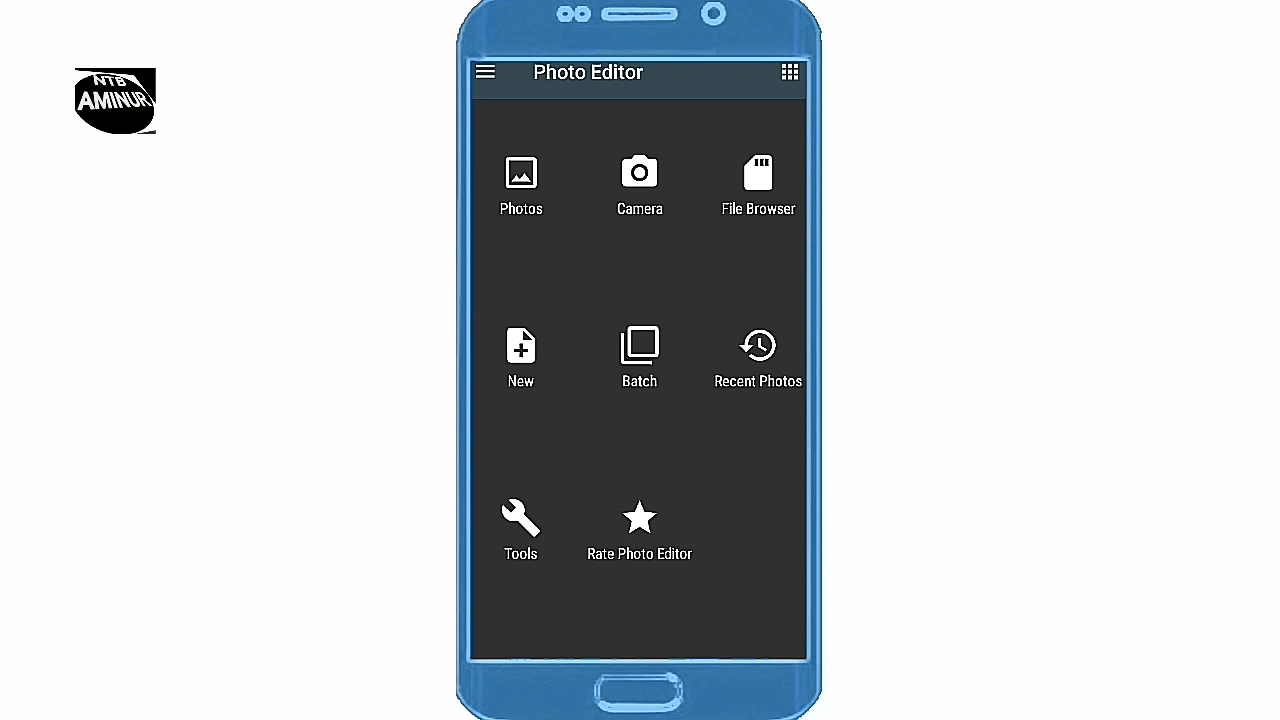 NTB
AMINUR
Photo Editor
Photos
Camera
File Browser
New
Batch
Recent Photos
Tools
Rate Photo Editor